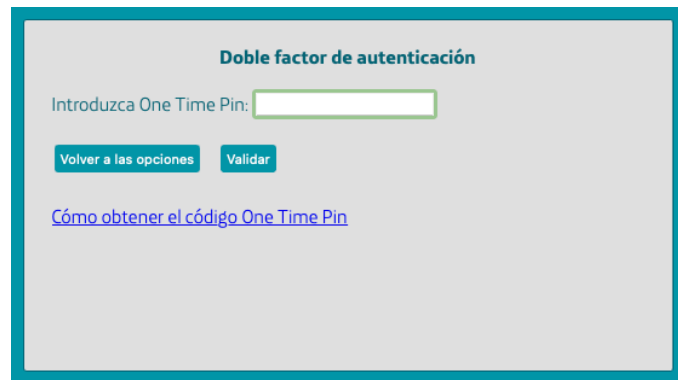 Doble factor de autenticación
Introduzca One Time Pin:
Volver a las opciones Validar
Cómo obtener el código One Time Pin